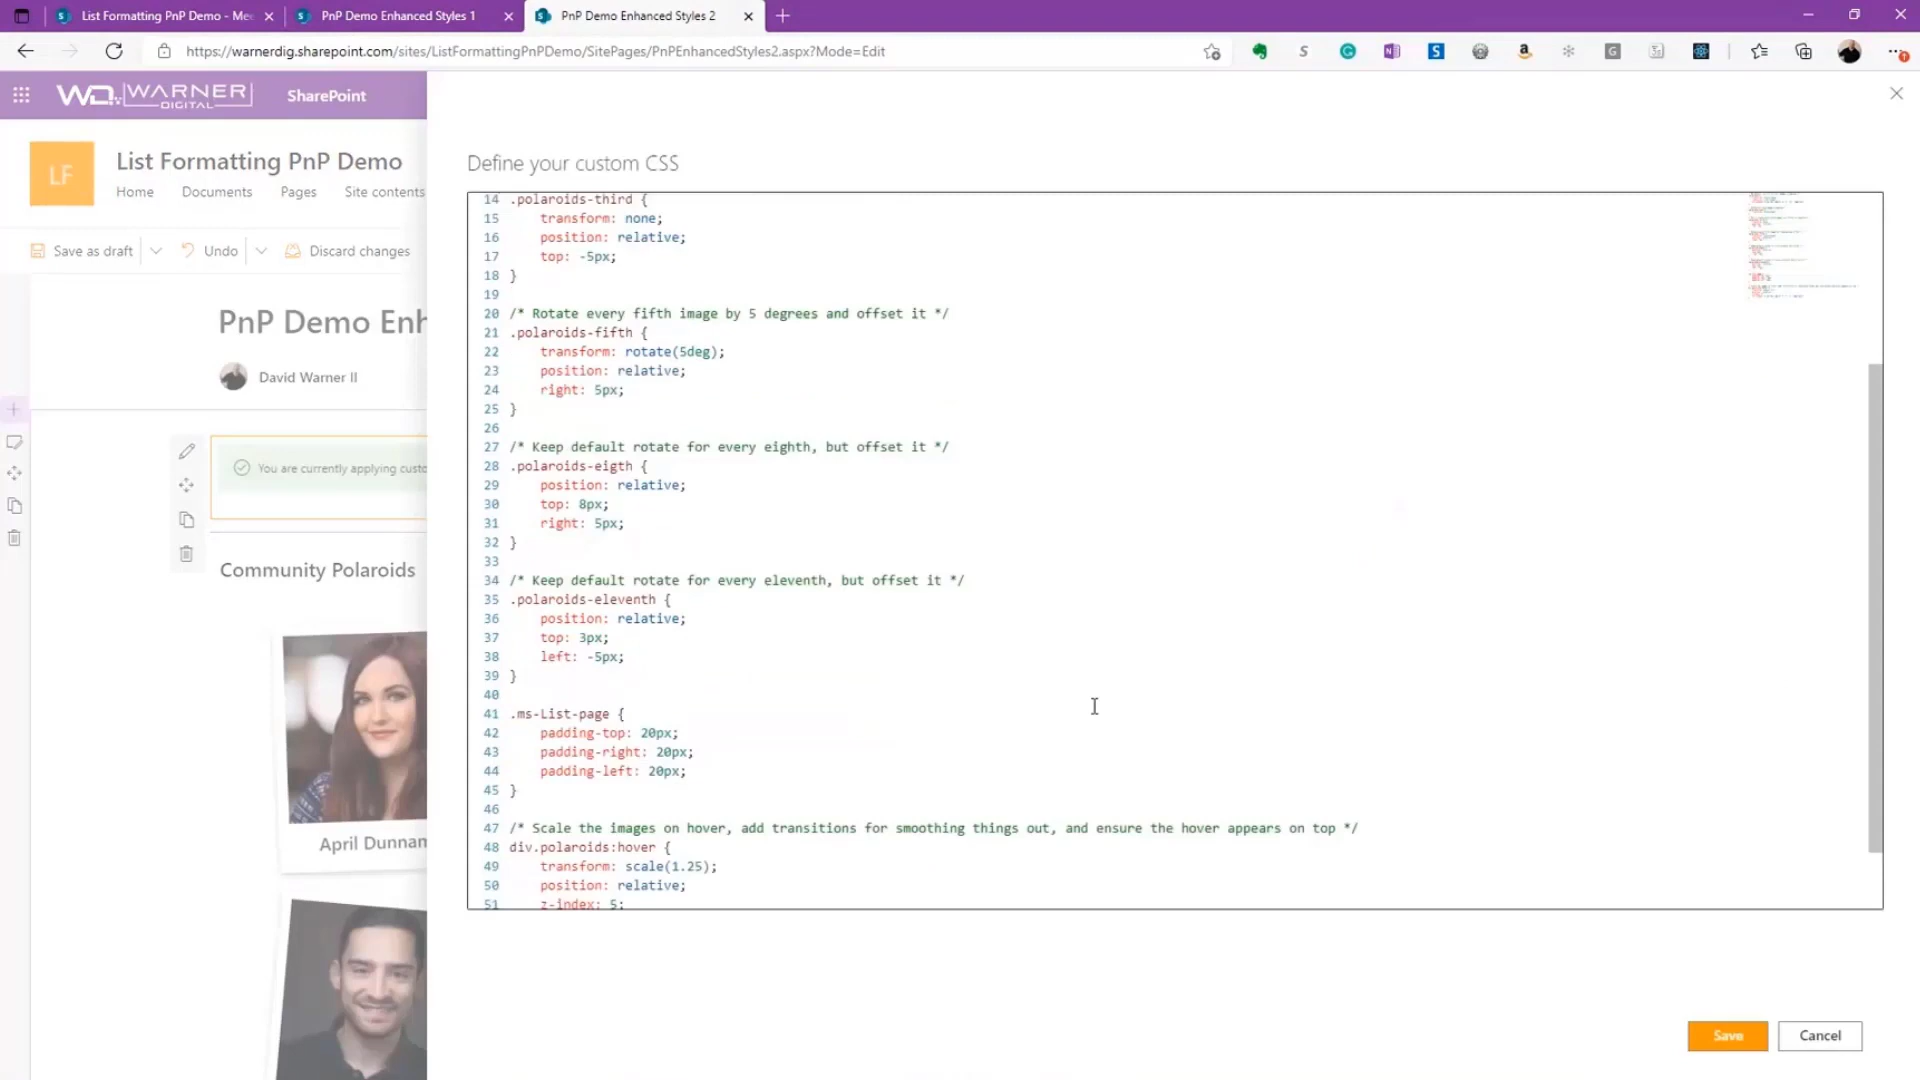 List Formatting PnP Demo - Me
PnP Demo Enhanced Styles 1
PnP Demo Enhanced Styles 2
https://warnerdig.sharepoint.com/sites/ListFormattingPnPDemo/SitePages/PnPEnhancedStyles2.aspx?Mode=Edit
WD WARNER DIGITAL
SharePoint
LF
List Formatting PnP Demo
Home Documents Pages Site contents
Save as draft Undo Discard changes
PnP Demo Enh
David Warner II
You are currently applying custo
Community Polaroids
April Dunnam
Define your custom CSS
14 .polaroids-third {
15 transform: none;
16 position: relative;
17 top: -5px;
18 }
19
20 /* Rotate every fifth image by 5 degrees and offset it */
21 .polaroids-fifth {
22 transform: rotate(5deg);
23 position: relative;
24 right: 5px;
25 }
26
27 /* Keep default rotate for every eighth, but offset it */
28 .polaroids-eigth {
29 position: relative;
30 top: 8px;
31 right: 5px;
32 }
33
34 /* Keep default rotate for every eleventh, but offset it */
35 .polaroids-eleventh {
36 position: relative;
37 top: 3px;
38 left: -5px;
39 }
40
41 .ms-List-page {
42 padding-top: 20px;
43 padding-right: 20px;
44 padding-left: 20px;
45 }
46
47 /* Scale the images on hover, add transitions for smoothing things out, and ensure the hover appears on top */
48 div.polaroids:hover {
49 transform: scale(1.25);
50 position: relative;
51 z-index: 5;
Save Cancel